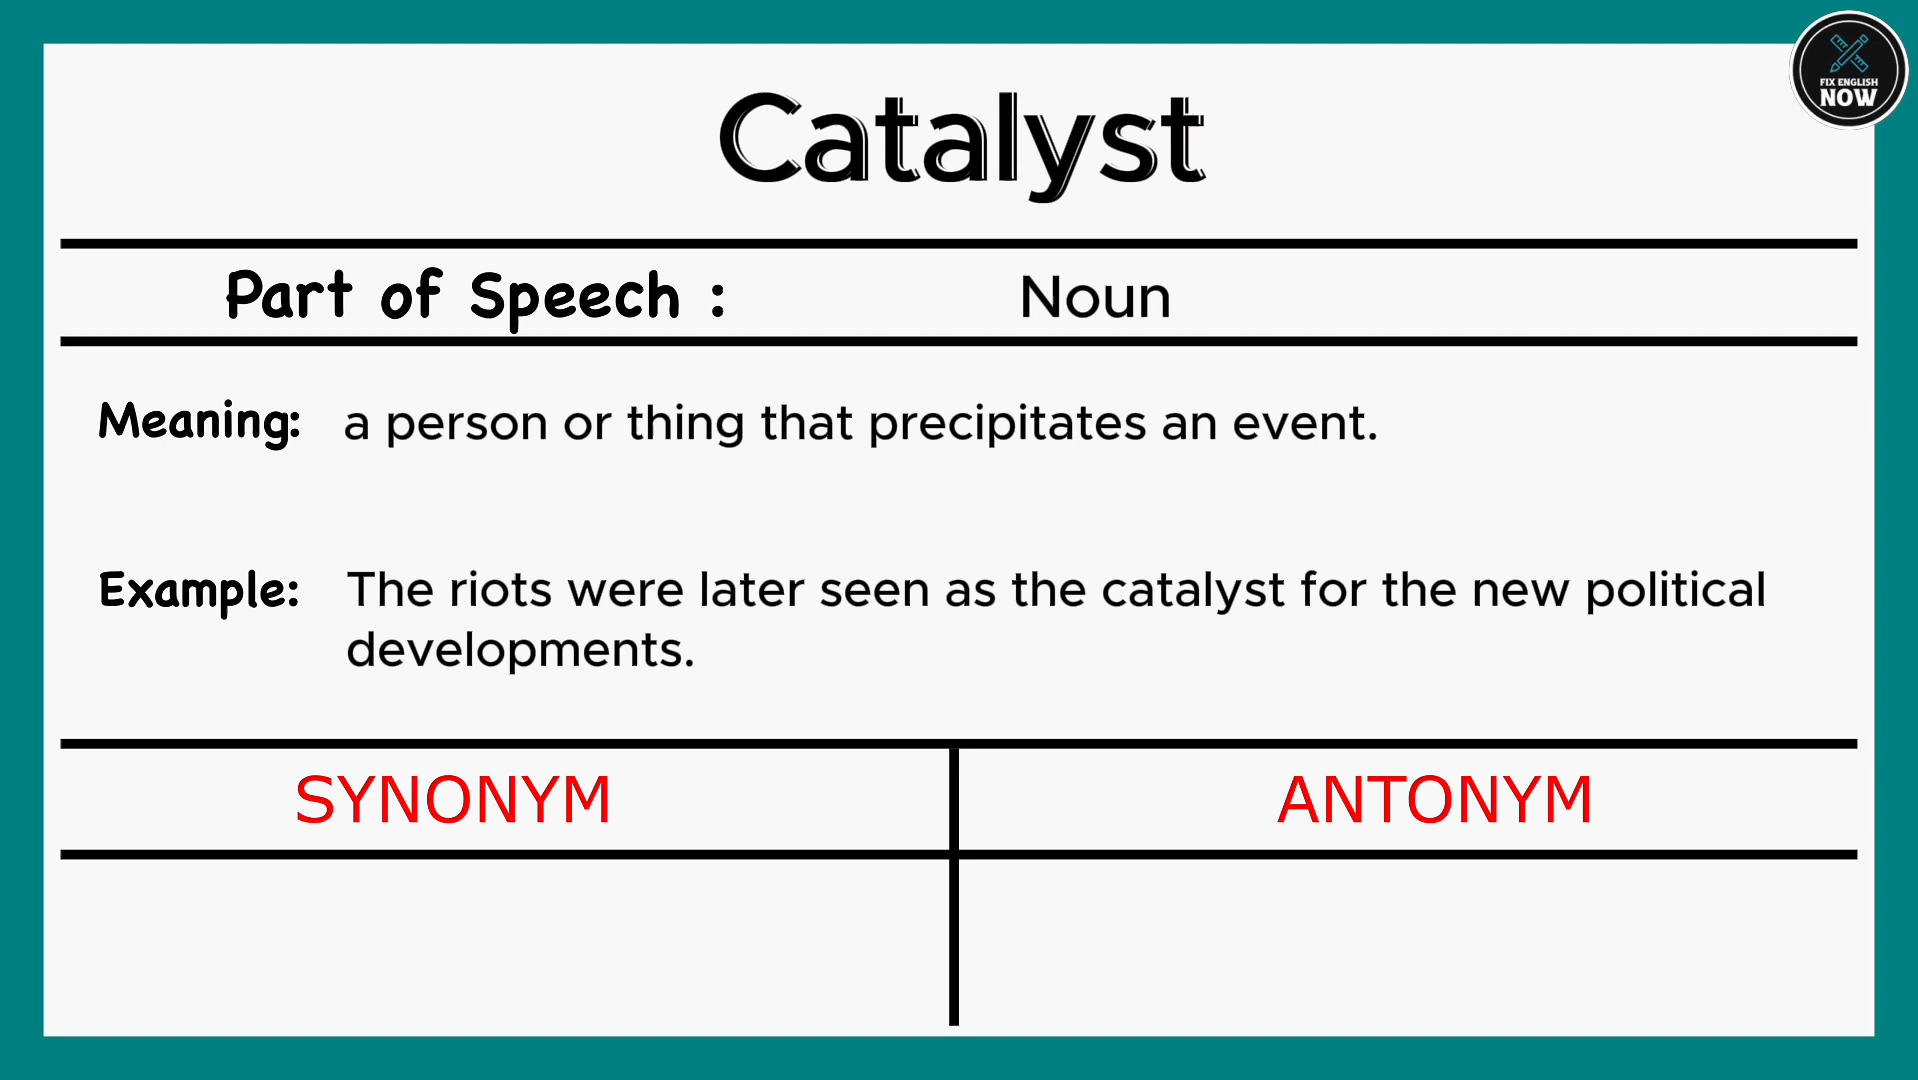 FIX ENGLISH
NOW
Catalyst
Part of Speech : Noun
Meaning: a person or thing that precipitates an event.
Example: The riots were later seen as the catalyst for the new political
developments.
SYNONYM ANTONYM